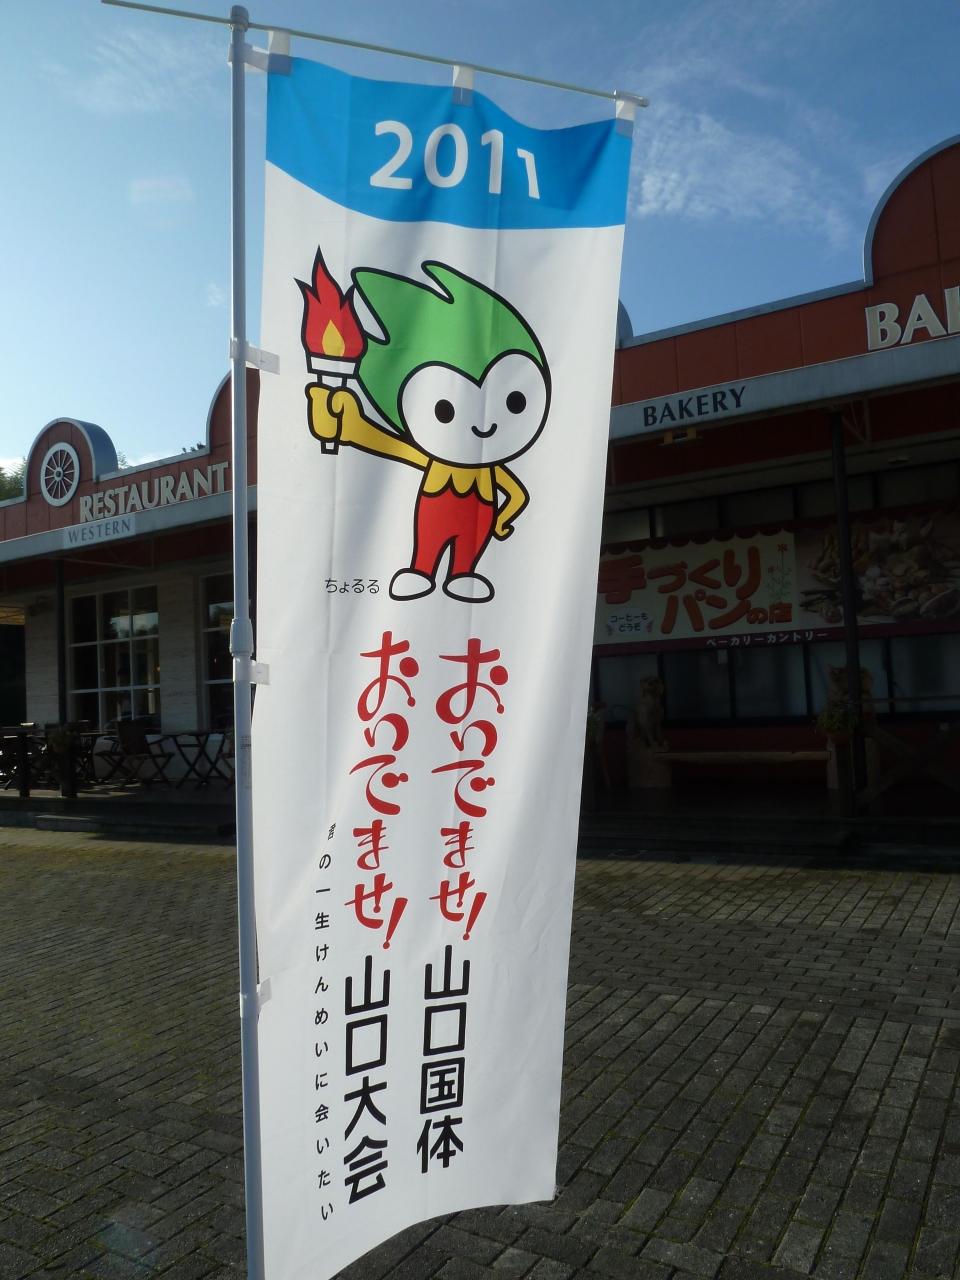 2011
ちょるる
おいでませ!山口国体
おいでませ!山口大会
の一生けんめいに会いたい
RESTAURANT
WESTERN
BAKERY
手づくり
パンの店
コーヒーも
どうぞ
ベーカリーカントリー